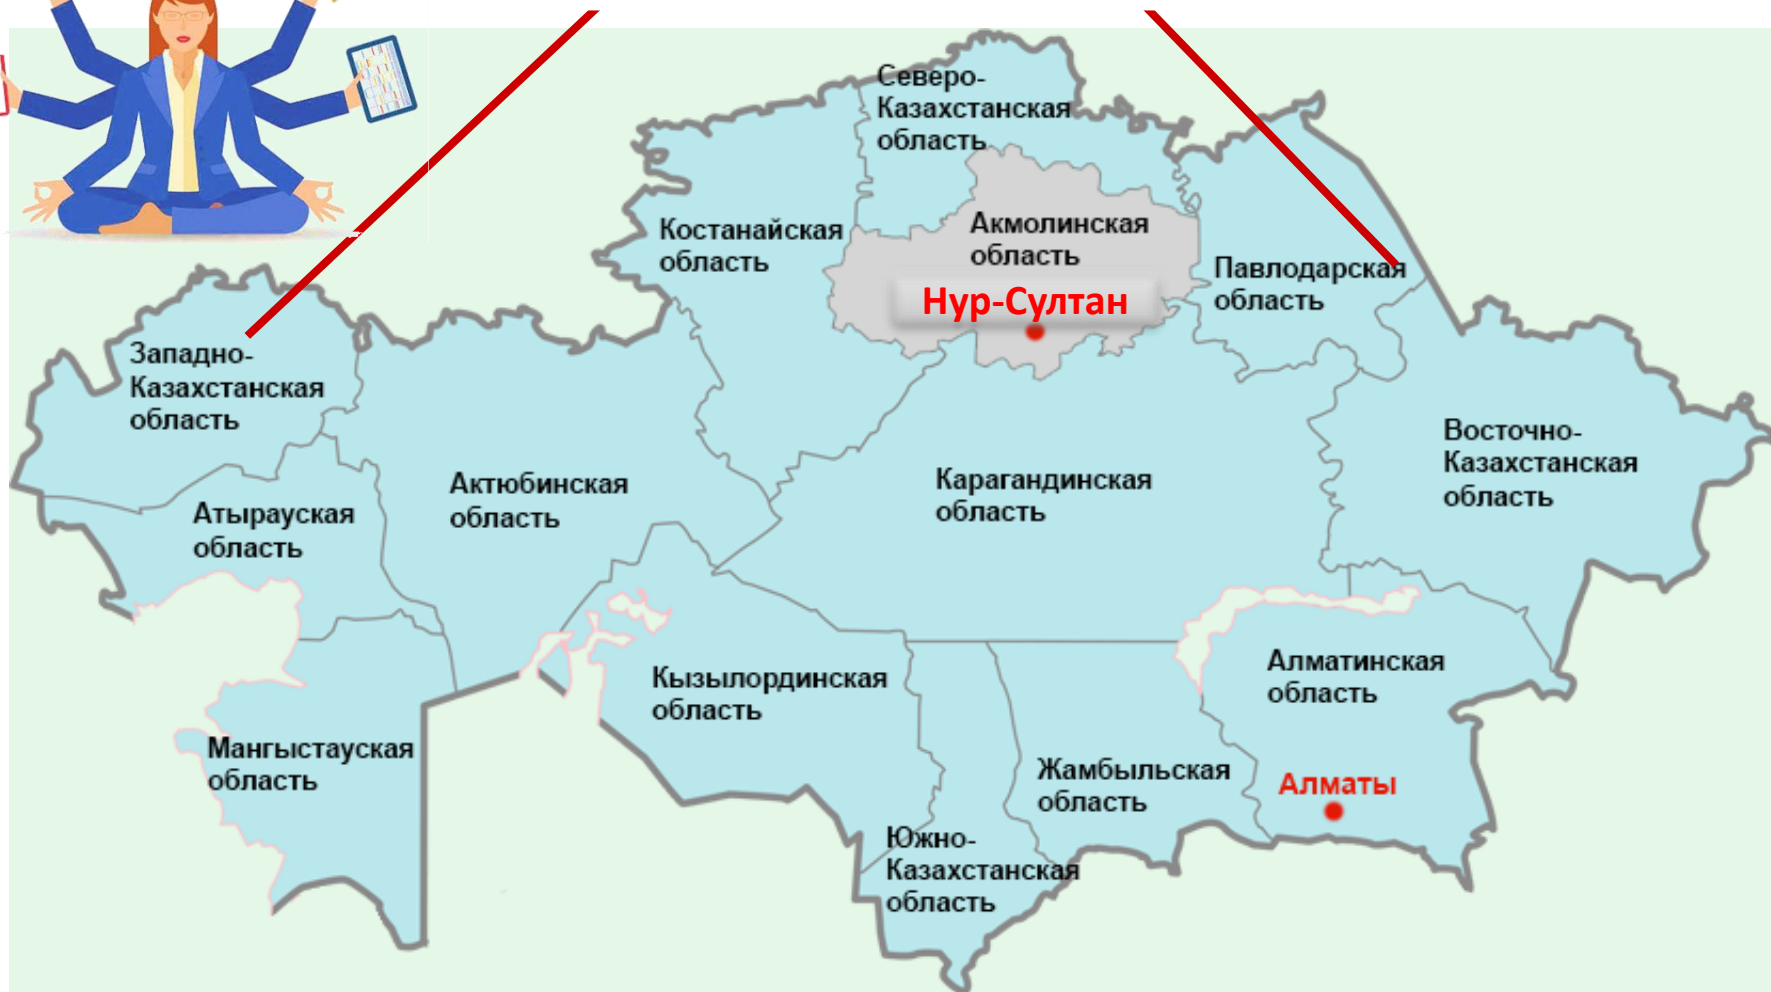 Северо-
Казахстанская
область
Костанайская
область
Акмолинская
область
Нур-Султан
Павлодарская
область
Западно-
Казахстанская
область
Восточно-
Казахстанская
область
Актюбинская
область
Карагандинская
область
Атырауская
область
Кызылординская
область
Алматинская
область
Мангыстауская
область
Жамбыльская
область
Алматы
Южно-
Казахстанская
область